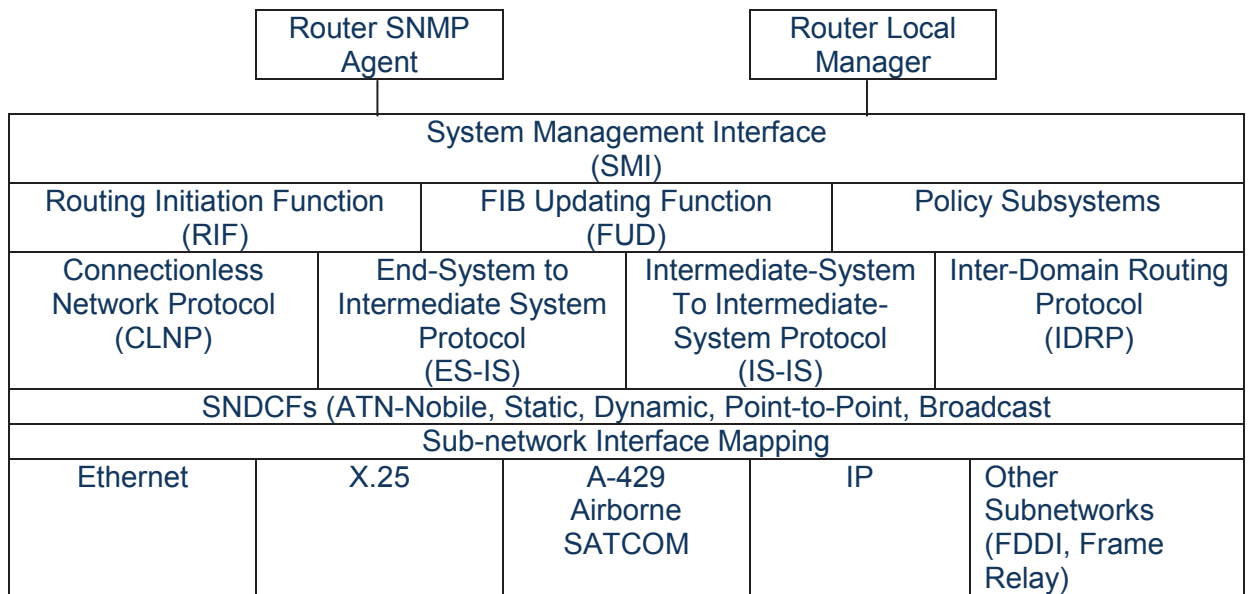 Router SNMP
Agent
Router Local
Manager
System Management Interface
(SMI)
Routing Initiation Function
(RIF)
FIB Updating Function
(FUD)
Policy Subsystems
Connectionless
Network Protocol
(CLNP)
End-System to
Intermediate System
Protocol
(ES-IS)
Intermediate-System
To Intermediate-
System Protocol
(IS-IS)
Inter-Domain Routing
Protocol
(IDRP)
SNDCFs (ATN-Nobile, Static, Dynamic, Point-to-Point, Broadcast
Sub-network Interface Mapping
Ethernet
X.25
A-429
Airborne
SATCOM
IP
Other
Subnetworks
(FDDI, Frame
Relay)